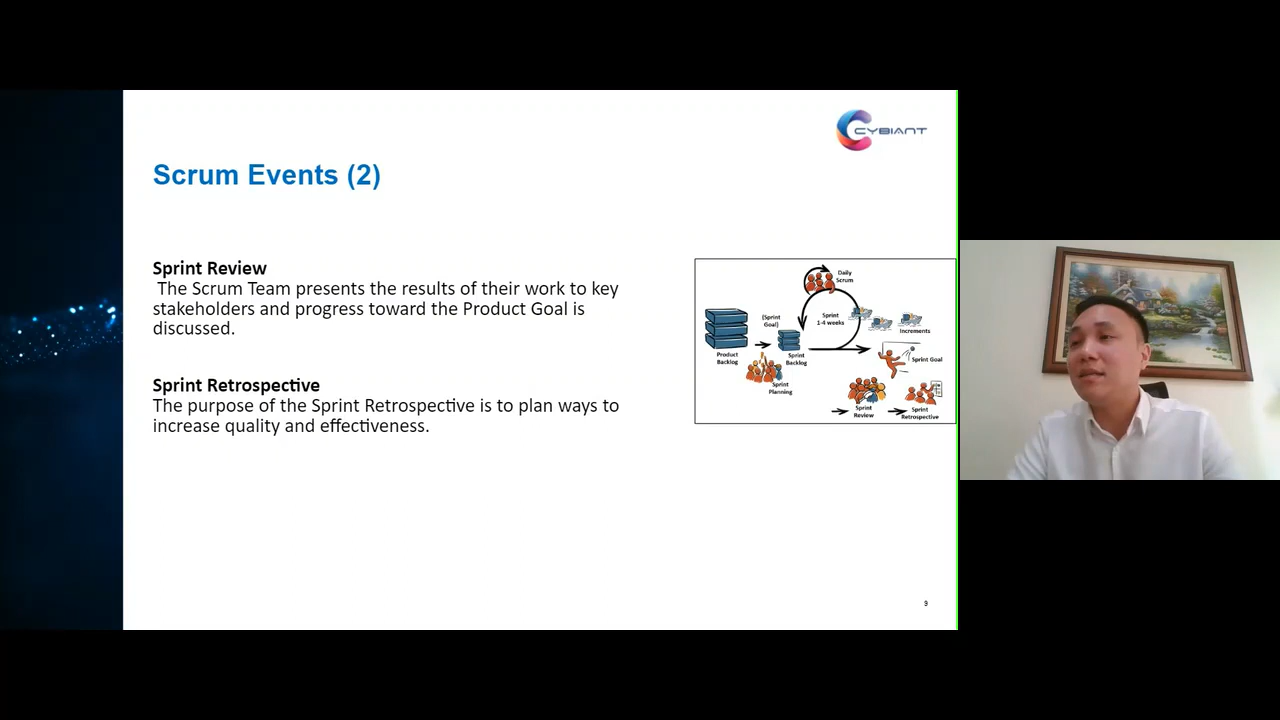 CYBIANT
Scrum Events (2)
Sprint Review
The Scrum Team presents the results of their work to key
stakeholders and progress toward the Product Goal is
discussed.
Sprint Retrospective
The purpose of the Sprint Retrospective is to plan ways to
increase quality and effectiveness.
Daily
Scrum
(Sprint
Goal)
Sprint
1-4 weeks
Increments
Product
Backlog
Sprint
Backlog
Sprint Goal
Sprint
Planning
Sprint
Review
Sprint
Retrospective
9